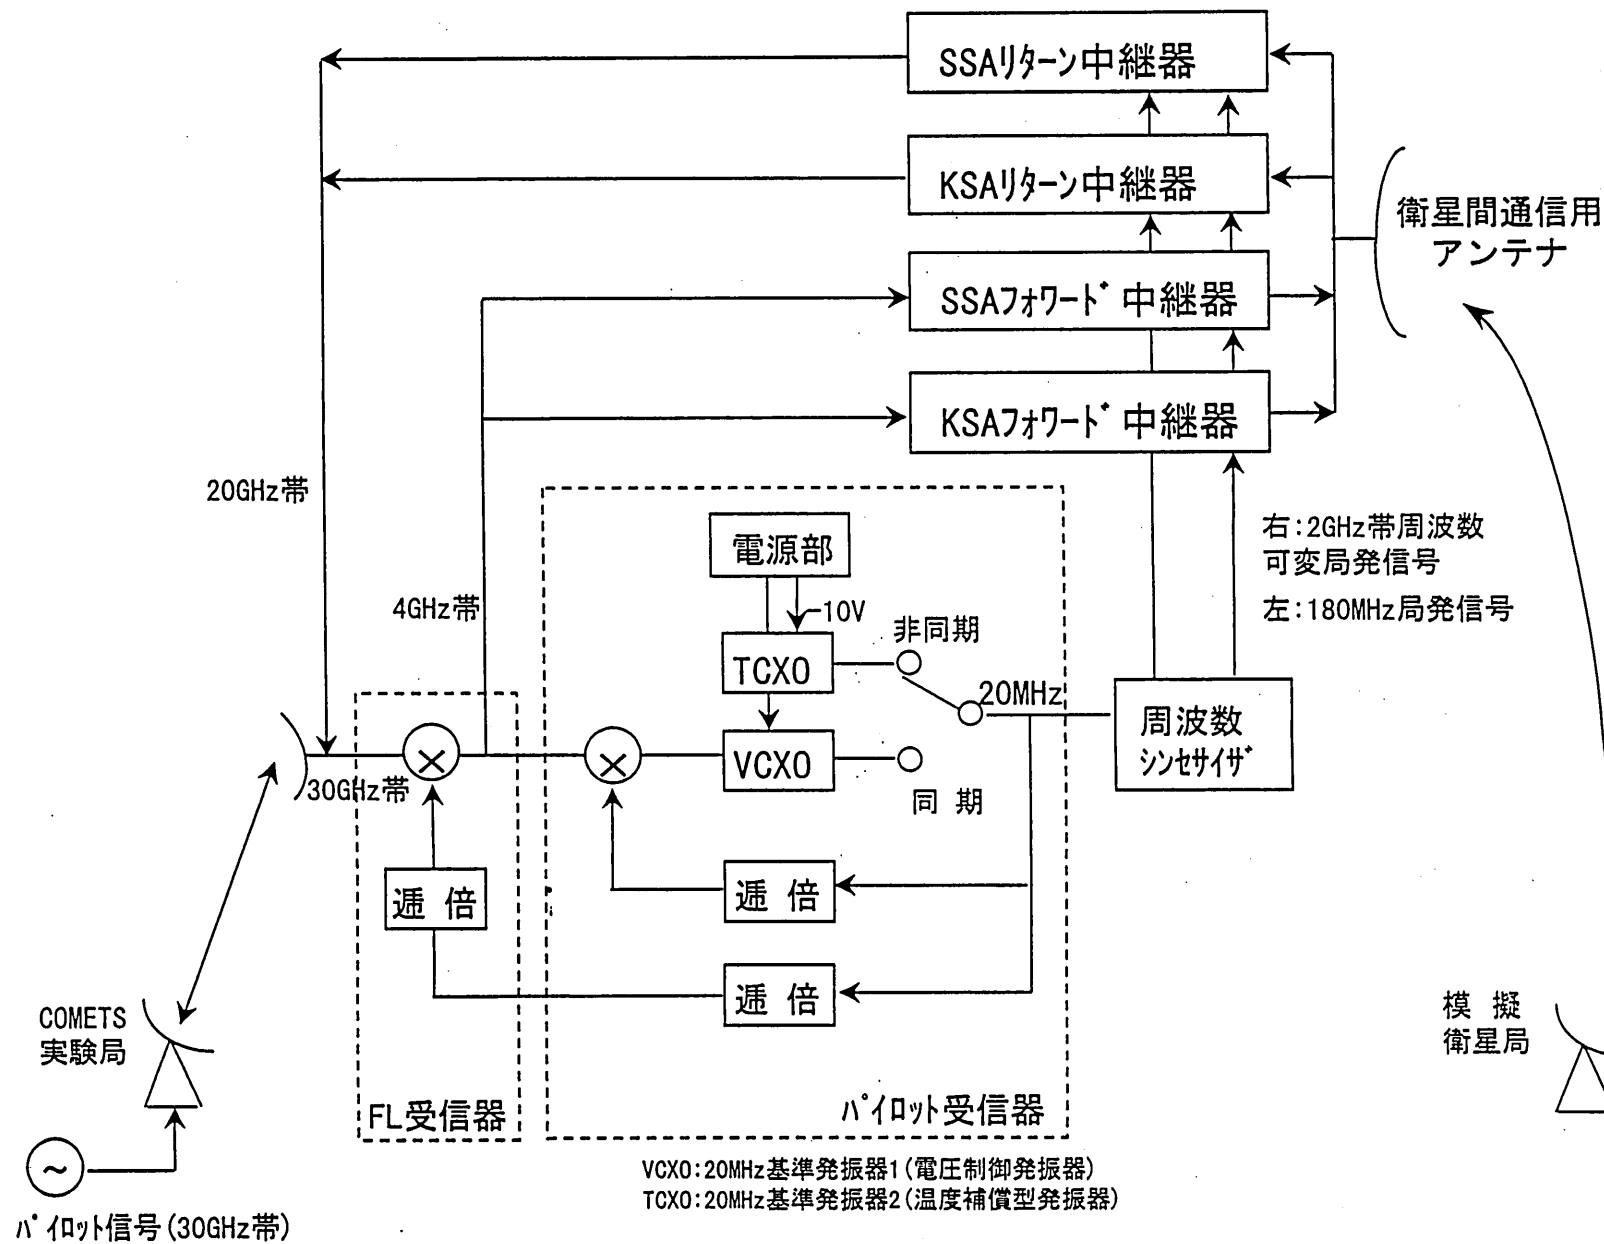 SSAリターン中継器
KSAリターン中継器
衛星間通信用
アンテナ
SSAフォワード中継器
KSAフォワード中継器
20GHz帯
電源部
右:2GHz帯周波数
可変局発信号
左:180MHz局発信号
4GHz帯
-10V
非同期
TCXO
20MHz
周波数
シンセサイザ
VCXO
30GHz帯
同 期
逓 倍
逓 倍
逓 倍
COMETS
実験局
模 擬
衛星局
FL受信器
パイロット受信器
VCXO:20MHz基準発振器1(電圧制御発振器)
TCXO:20MHz基準発振器2(温度補償型発振器)
パイロット信号(30GHz帯)